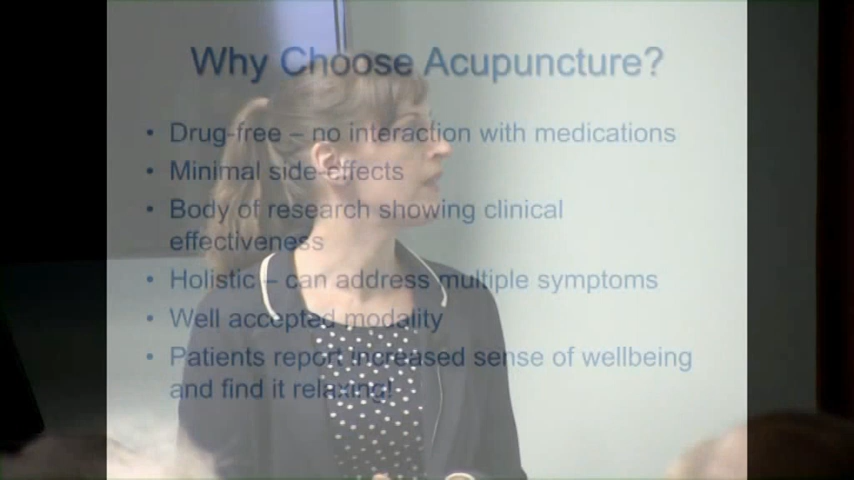 Why Choose Acupuncture?
• Drug-free – no interaction with medications
• Minimal side-effects
• Body of research showing clinical
effectiveness
• Holistic – can address multiple symptoms
• Well accepted modality
• Patients report increased sense of wellbeing
and find it relaxing!